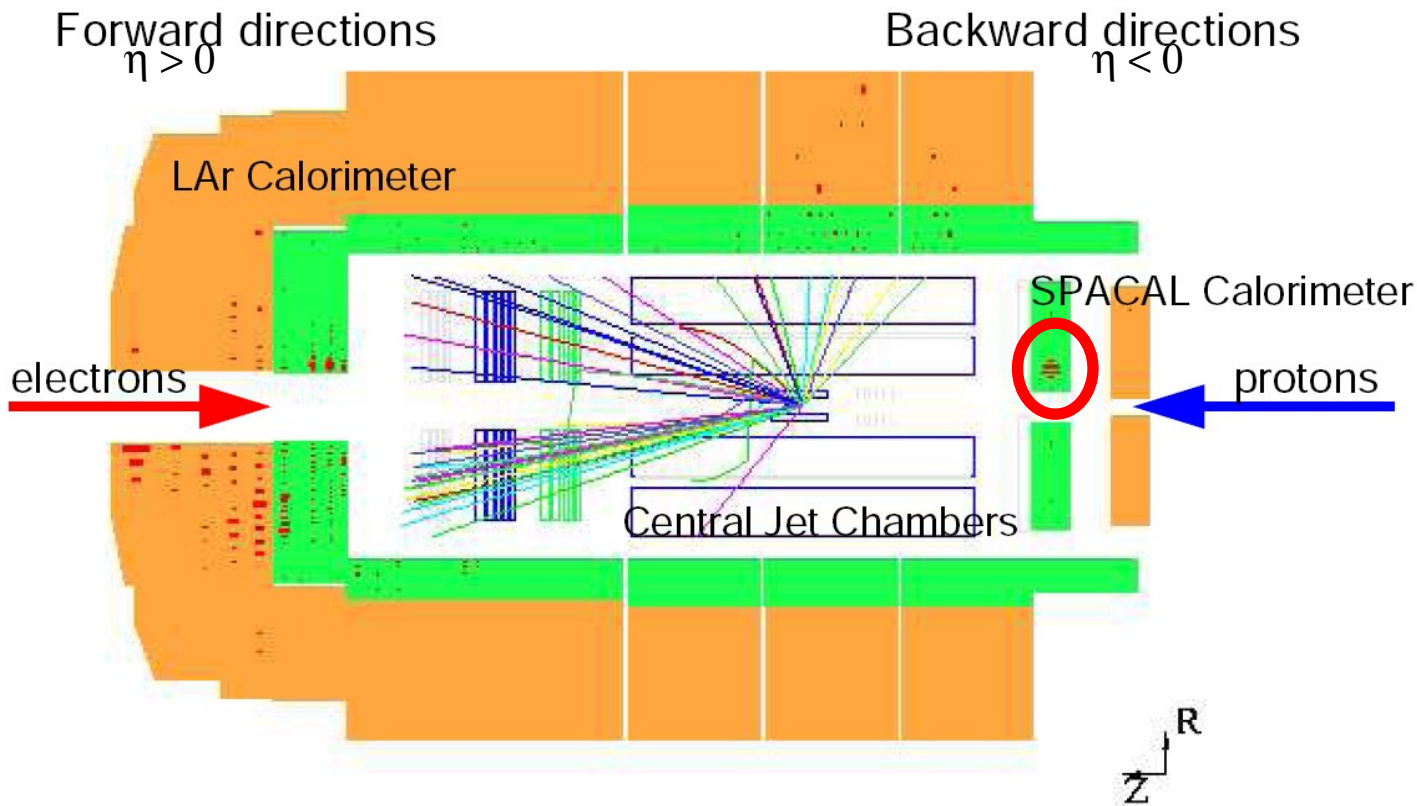 Forward directions
η > 0
Backward directions
η < 0
LAr Calorimeter
SPACAL Calorimeter
electrons
protons
Central Jet Chambers
R
Z